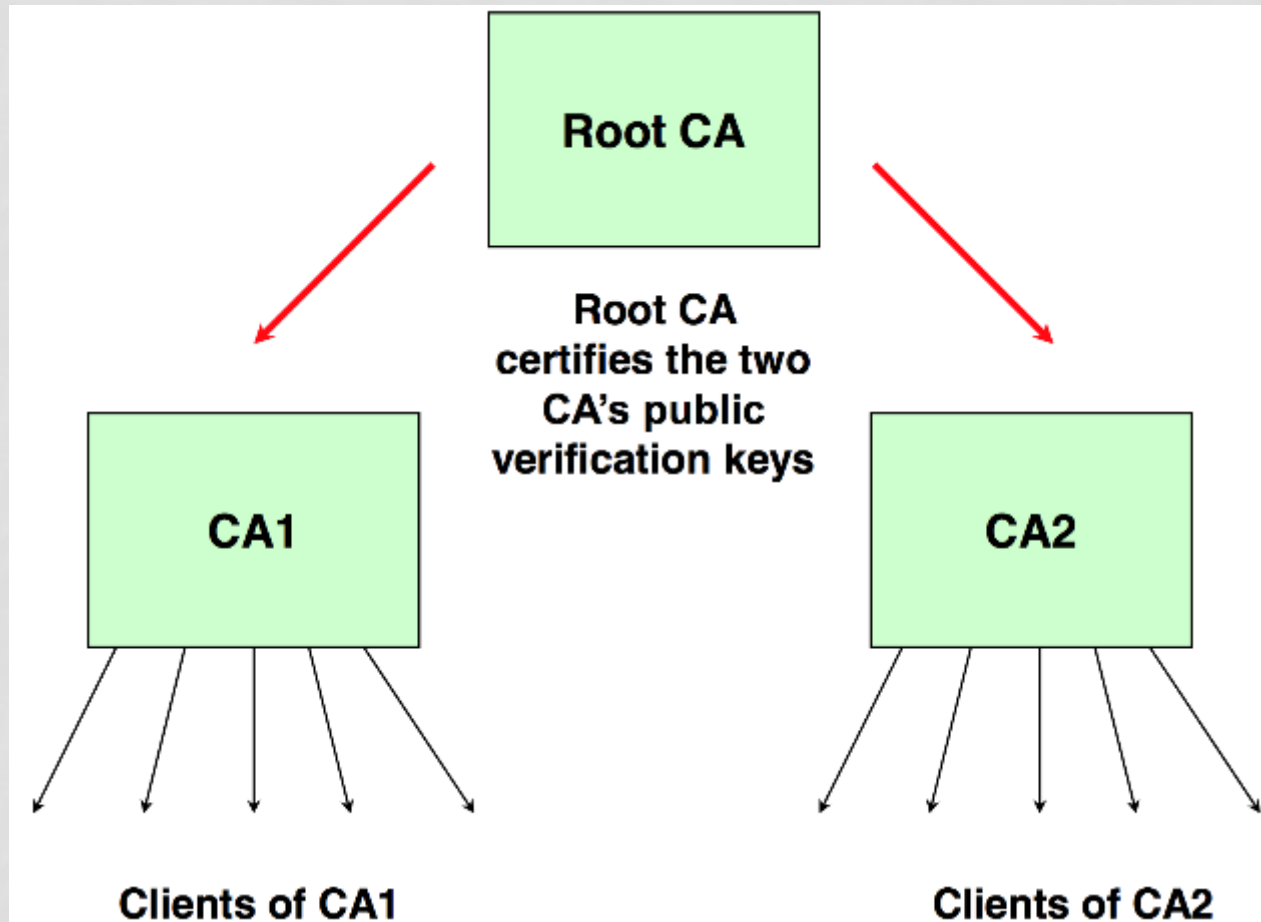 Root CA
Root CA
certifies the two
CA's public
verification keys
CA1
CA2
Clients of CA1
Clients of CA2